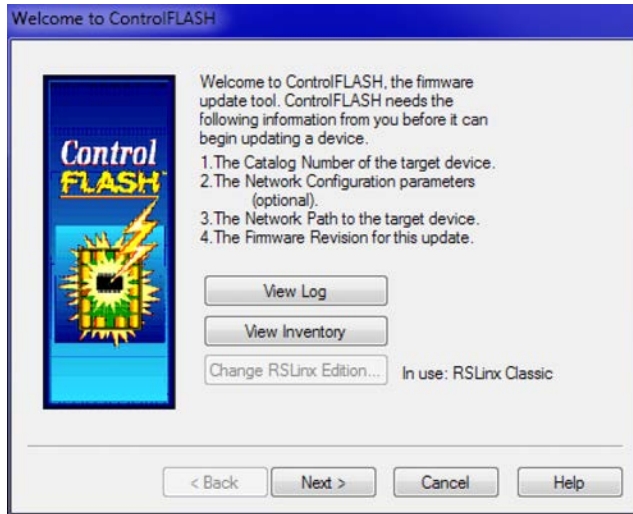 Welcome to ControlFLASH
Control
FLASH
Welcome to ControlFLASH, the firmware
update tool. ControlFLASH needs the
following information from you before it can
begin updating a device.
1.The Catalog Number of the target device.
2.The Network Configuration parameters
(optional).
3.The Network Path to the target device.
4.The Firmware Revision for this update.
View Log
View Inventory
Change RSLinx Edition... In use: RSLinx Classic
< Back Next > Cancel Help